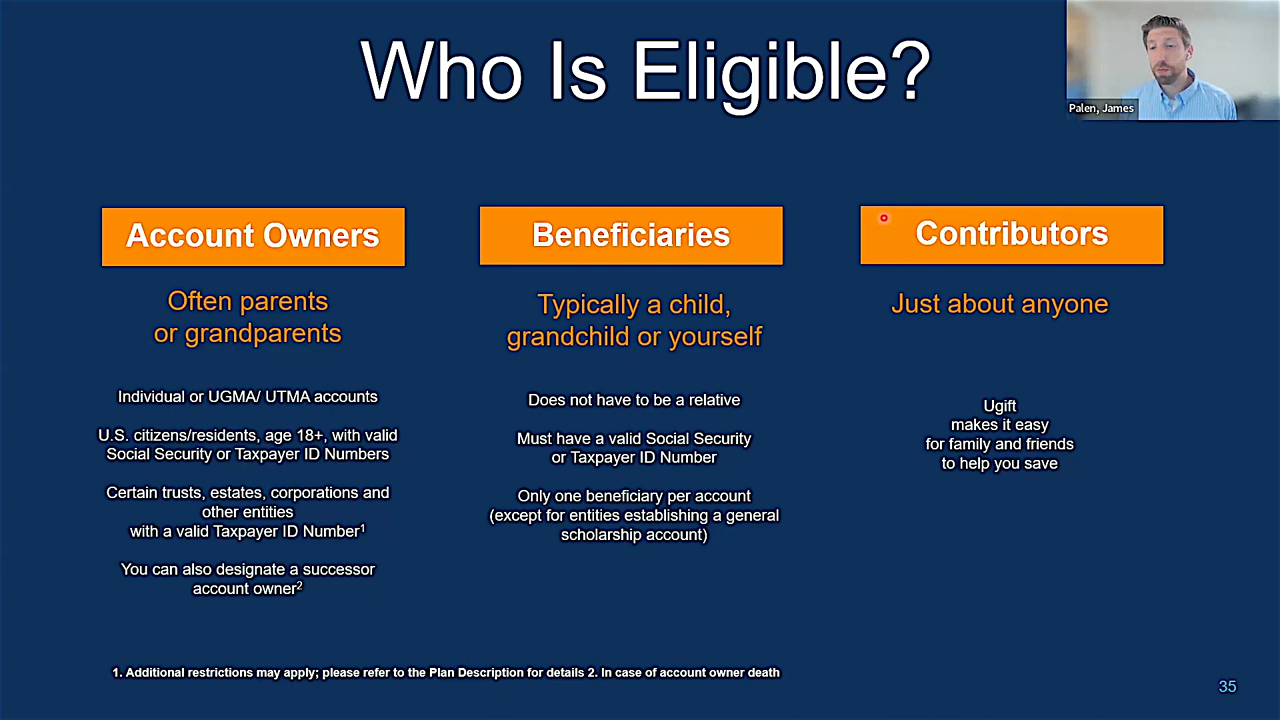 Who Is Eligible?
Palen, James
Account Owners
Often parents
or grandparents
Individual or UGMA/ UTMA accounts
U.S. citizens/residents, age 18+, with valid
Social Security or Taxpayer ID Numbers
Certain trusts, estates, corporations and
other entities
with a valid Taxpayer ID Number¹
You can also designate a successor
account owner²
Beneficiaries
Typically a child,
grandchild or yourself
Does not have to be a relative
Must have a valid Social Security
or Taxpayer ID Number
Only one beneficiary per account
(except for entities establishing a general
scholarship account)
Contributors
Just about anyone
Ugift
makes it easy
for family and friends
to help you save
1. Additional restrictions may apply; please refer to the Plan Description for details 2. In case of account owner death
35